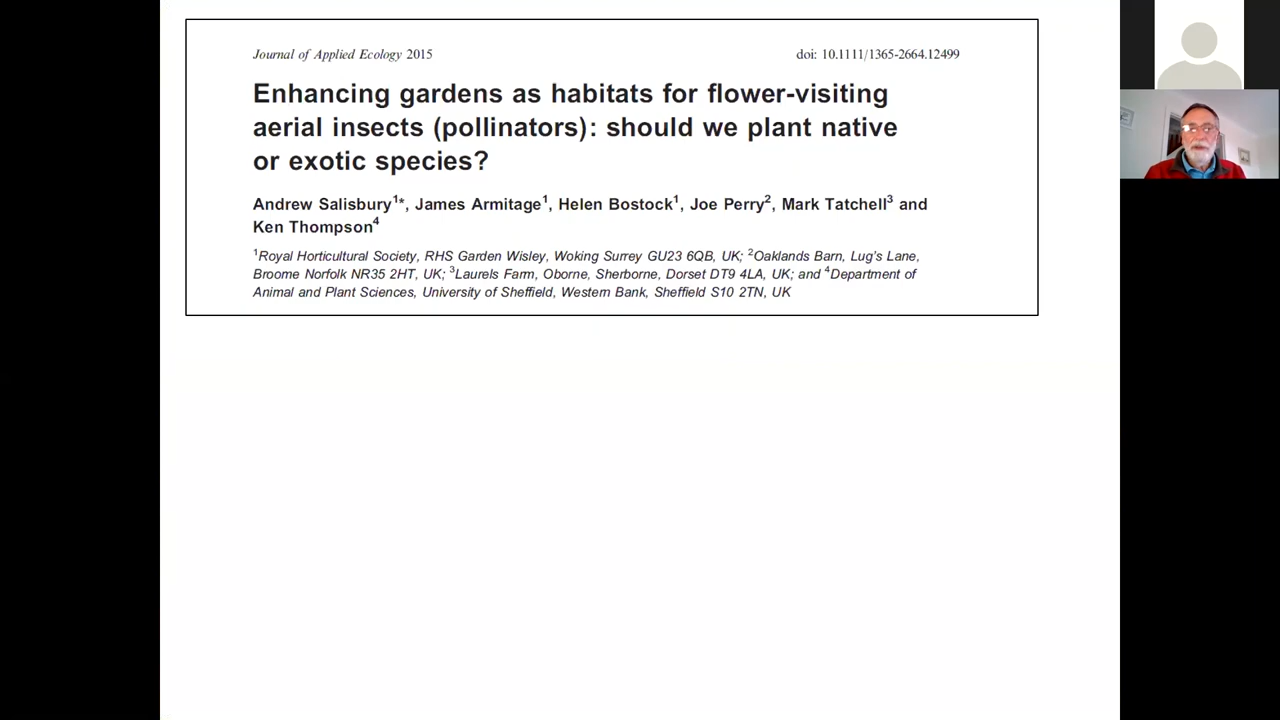 Journal of Applied Ecology 2015 doi: 10.1111/1365-2664.12499
Enhancing gardens as habitats for flower-visiting
aerial insects (pollinators): should we plant native
or exotic species?
Andrew Salisbury1*, James Armitage1, Helen Bostock1, Joe Perry2, Mark Tatchell3 and
Ken Thompson4
1Royal Horticultural Society, RHS Garden Wisley, Woking Surrey GU23 6QB, UK; 2Oaklands Barn, Lug's Lane,
Broome Norfolk NR35 2HT, UK; 3Laurels Farm, Oborne, Sherborne, Dorset DT9 4LA, UK; and 4Department of
Animal and Plant Sciences, University of Sheffield, Western Bank, Sheffield S10 2TN, UK